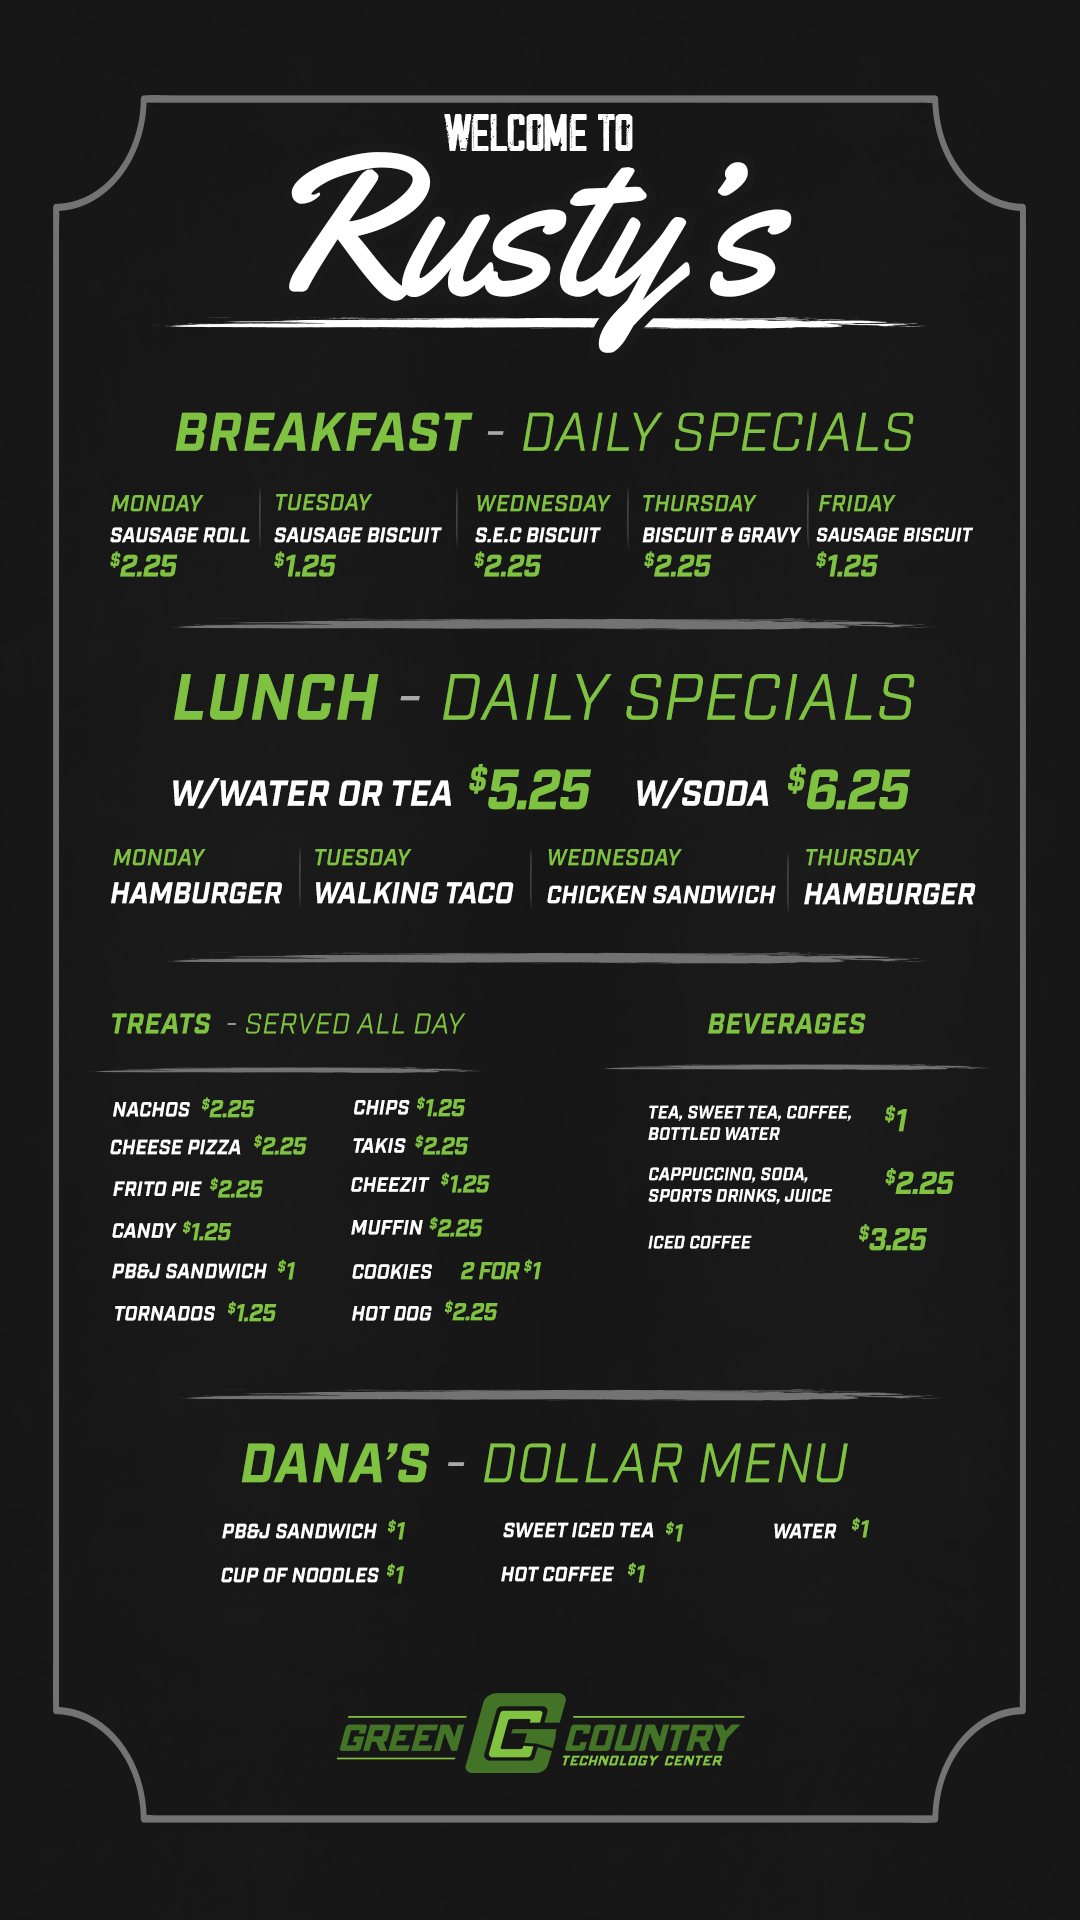 WELCOME TO
Rusty's
BREAKFAST - DAILY SPECIALS
MONDAY
SAUSAGE ROLL
$2.25
TUESDAY
SAUSAGE BISCUIT
$1.25
WEDNESDAY
S.E.C BISCUIT
$2.25
THURSDAY
BISCUIT & GRAVY
$2.25
FRIDAY
SAUSAGE BISCUIT
$1.25
LUNCH - DAILY SPECIALS
W/WATER OR TEA $5.25 W/SODA $6.25
MONDAY
HAMBURGER
TUESDAY
WALKING TACO
WEDNESDAY
CHICKEN SANDWICH
THURSDAY
HAMBURGER
TREATS - SERVED ALL DAY
NACHOS $2.25
CHEESE PIZZA $2.25
FRITO PIE $2.25
CANDY $1.25
PB&J SANDWICH $1
TORNADOS $1.25
CHIPS $1.25
TAKIS $2.25
CHEEZIT $1.25
MUFFIN $2.25
COOKIES 2 FOR $1
HOT DOG $2.25
BEVERAGES
TEA, SWEET TEA, COFFEE, $1
BOTTLED WATER
CAPPUCCINO, SODA, $2.25
SPORTS DRINKS, JUICE
ICED COFFEE $3.25
DANA'S - DOLLAR MENU
PB&J SANDWICH $1
CUP OF NOODLES $1
SWEET ICED TEA $1
HOT COFFEE $1
WATER $1
GREEN GC COUNTRY
TECHNOLOGY CENTER